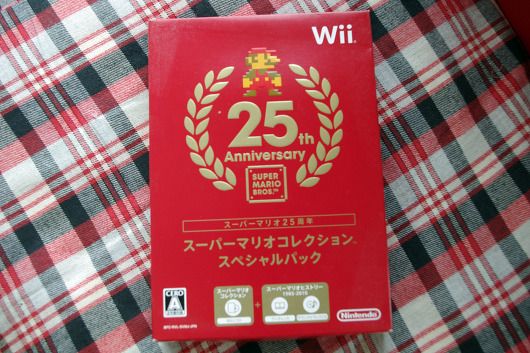 Wii
25th
Anniversary
SUPER
MARIO
BROS.™
スーパーマリオ25周年
スーパーマリオコレクション
スペシャルパック
CERO
A
スーパーマリオ
コレクション
+
スーパーマリオヒストリー
1985-2010
Nintendo